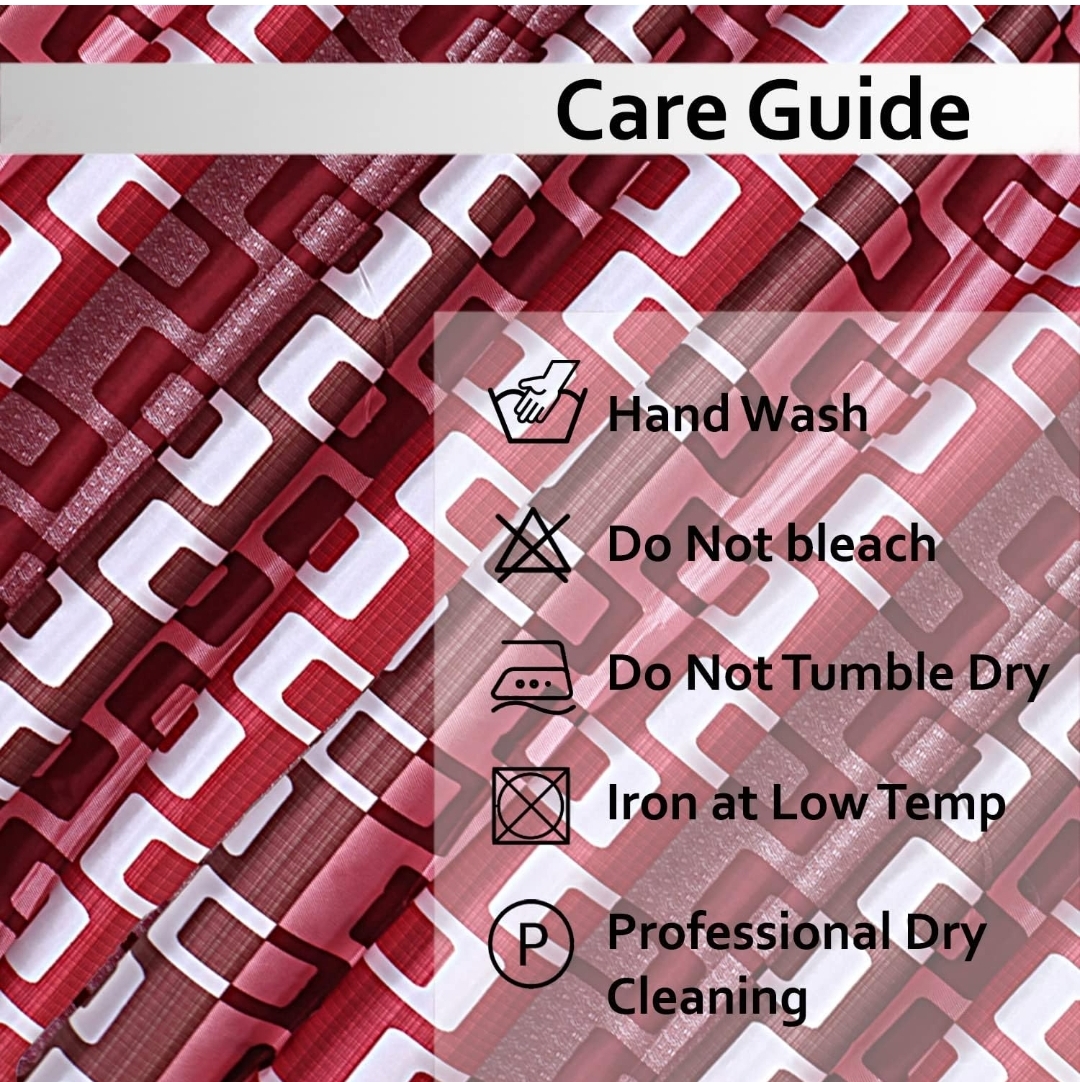 Care Guide
Hand Wash
Do Not bleach
Do Not Tumble Dry
Iron at Low Temp
P
Professional Dry
Cleaning